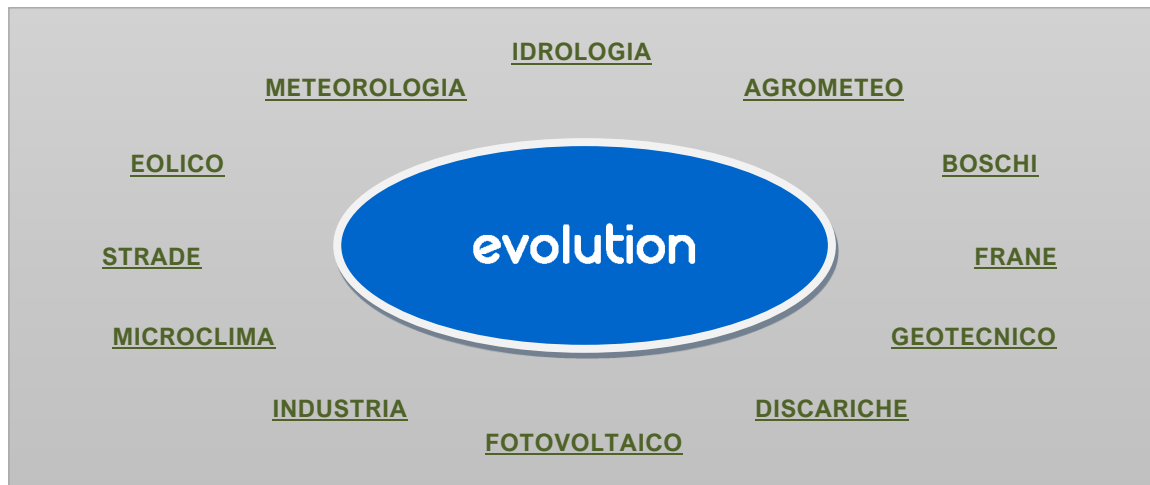 IDROLOGIA
METEOROLOGIA
AGROMETEO
EOLICO
BOSCHI
evolution
STRADE
FRANE
MICROCLIMA
GEOTECNICO
INDUSTRIA
DISCARICHE
FOTOVOLTAICO